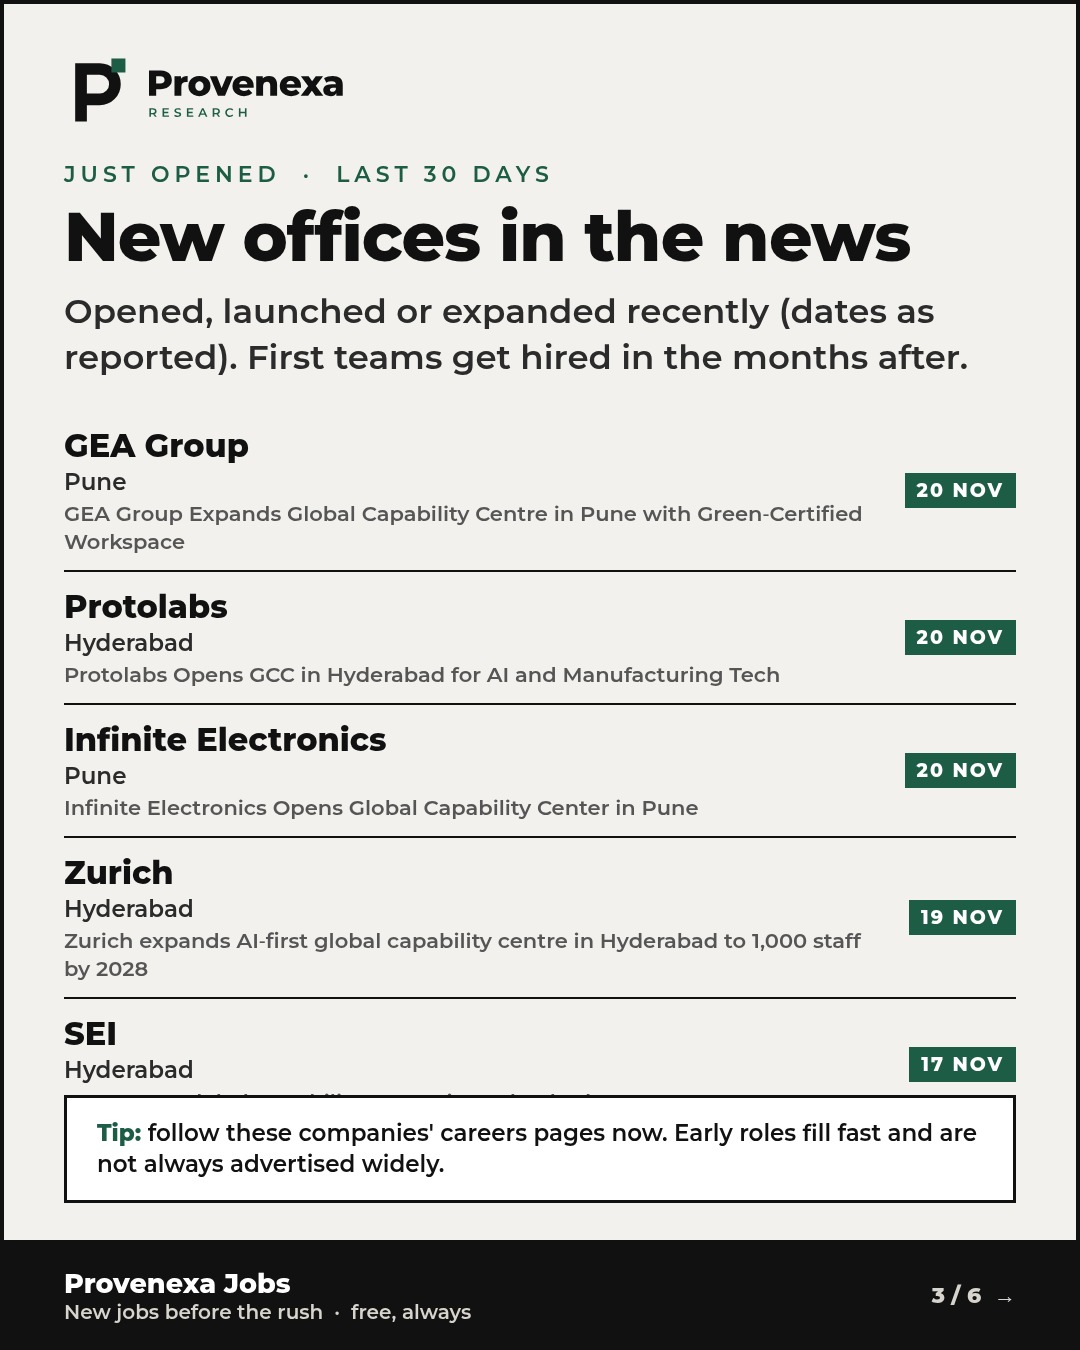 Provenexa
RESEARCH
JUST OPENED · LAST 30 DAYS
New offices in the news
Opened, launched or expanded recently (dates as
reported). First teams get hired in the months after.
GEA Group
Pune
20 NOV
GEA Group Expands Global Capability Centre in Pune with Green-Certified
Workspace
Protolabs
Hyderabad
20 NOV
Protolabs Opens GCC in Hyderabad for AI and Manufacturing Tech
Infinite Electronics
Pune
20 NOV
Infinite Electronics Opens Global Capability Center in Pune
Zurich
Hyderabad
19 NOV
Zurich expands AI-first global capability centre in Hyderabad to 1,000 staff
by 2028
SEI
Hyderabad
17 NOV
Tip: follow these companies' careers pages now. Early roles fill fast and are
not always advertised widely.
Provenexa Jobs
New jobs before the rush · free, always
3 / 6 →